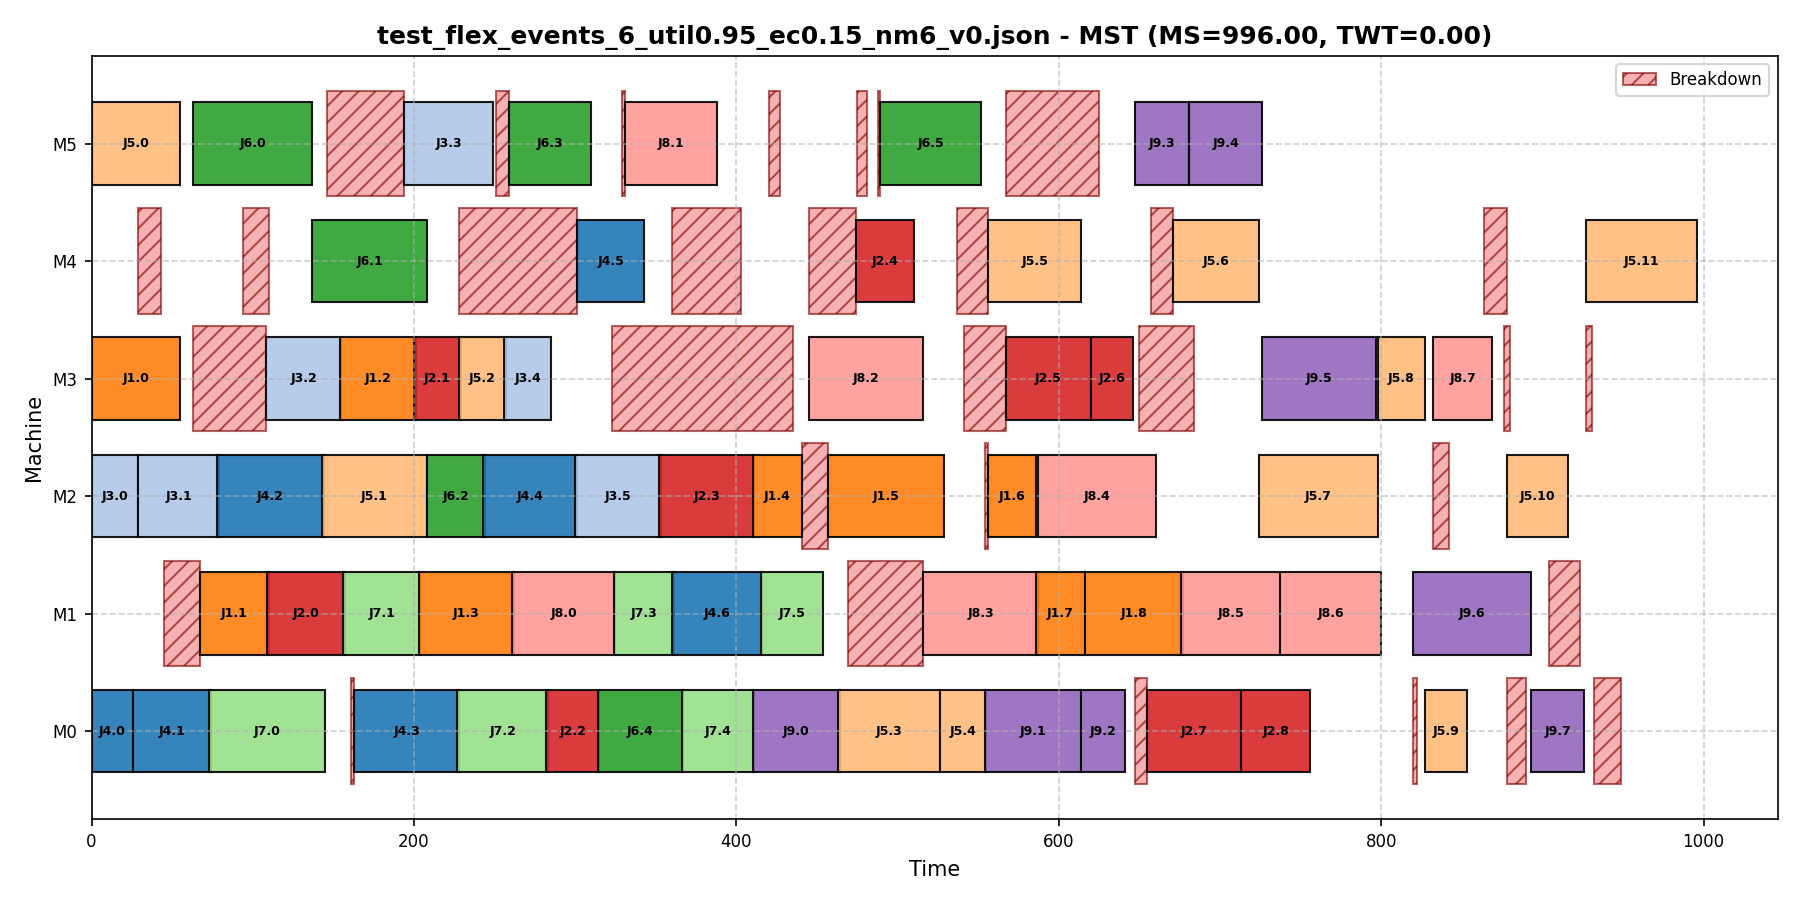 test_flex_events_6_util0.95_ec0.15_nm6_v0.json - MST (MS=996.00, TWT=0.00)
Breakdown
M5
J5.0 J6.0 J3.3 J6.3 J8.1 J6.5 J9.3 J9.4
M4
J6.1 J4.5 J2.4 J5.5 J5.6 J5.11
M3
J1.0 J3.2 J1.2 J2.1 J5.2 J3.4 J8.2 J2.5 J2.6 J9.5 J5.8 J8.7
M2
J3.0 J3.1 J4.2 J5.1 J6.2 J4.4 J3.5 J2.3 J1.4 J1.5 J1.6 J8.4 J5.7 J5.10
M1
J1.1 J2.0 J7.1 J1.3 J8.0 J7.3 J4.6 J7.5 J8.3 J1.7 J1.8 J8.5 J8.6 J9.6
M0
J4.0 J4.1 J7.0 J4.3 J7.2 J2.2 J6.4 J7.4 J9.0 J5.3 J5.4 J9.1 J9.2 J2.7 J2.8 J5.9 J9.7
Machine
0 200 400 600 800 1000
Time